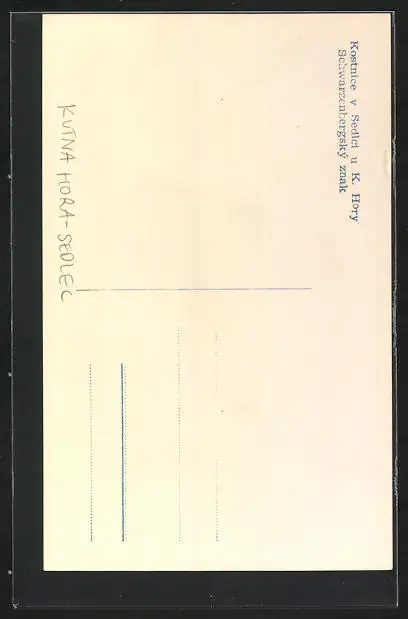 Kostnice v Sedlci u K. Hory
Schwarzenbergský znak
KUTNA HORA-SEDLEC